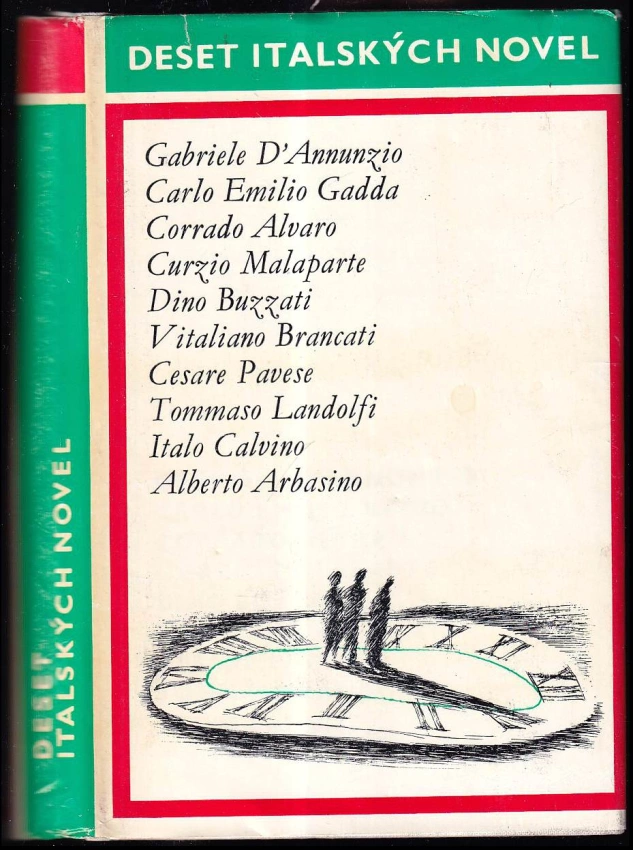 DESET ITALSKÝCH NOVEL
Gabriele D'Annunzio
Carlo Emilio Gadda
Corrado Alvaro
Curzio Malaparte
Dino Buzzati
Vitaliano Brancati
Cesare Pavese
Tommaso Landolfi
Italo Calvino
Alberto Arbasino
DESET
ITALSKÝCH NOVEL